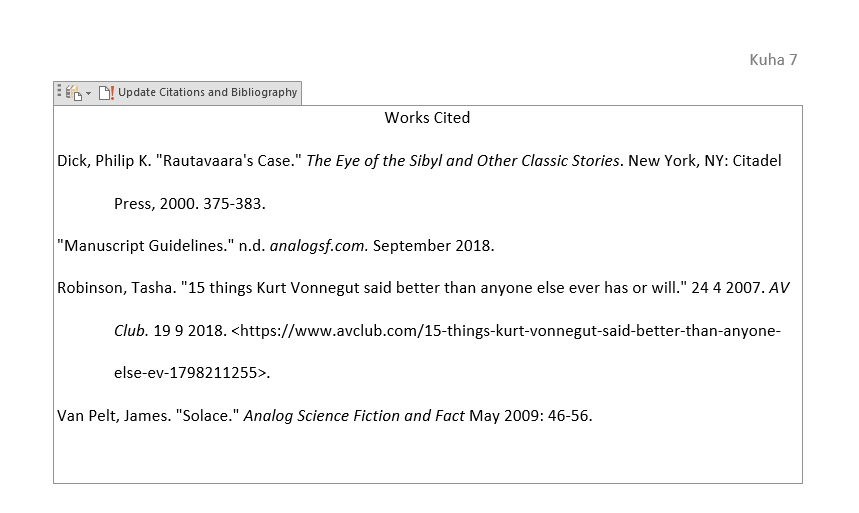 Kuha 7
Update Citations and Bibliography
Works Cited
Dick, Philip K. "Rautavaara's Case." The Eye of the Sibyl and Other Classic Stories. New York, NY: Citadel
Press, 2000. 375-383.
"Manuscript Guidelines." n.d. analogsf.com. September 2018.
Robinson, Tasha. "15 things Kurt Vonnegut said better than anyone else ever has or will." 24 4 2007. AV
Club. 19 9 2018. <https://www.avclub.com/15-things-kurt-vonnegut-said-better-than-anyone-
else-ev-1798211255>.
Van Pelt, James. "Solace." Analog Science Fiction and Fact May 2009: 46-56.